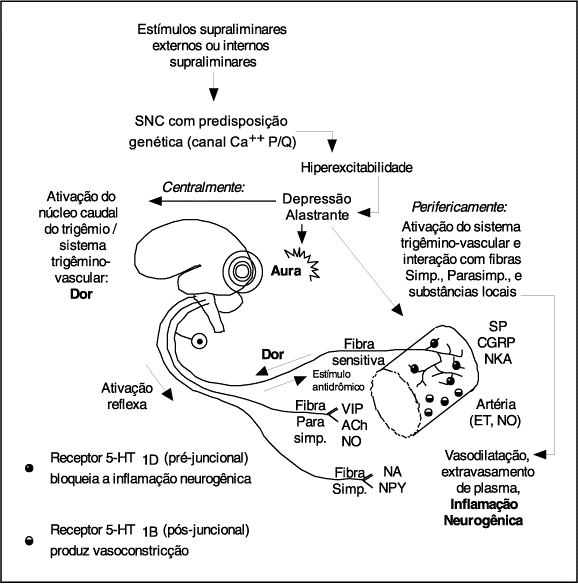 Estímulos supraliminares
externos ou internos
supraliminares
SNC com predisposição
genética (canal Ca++ P/Q)
Hiperexcitabilidade
Centralmente:
Depressão
Alastrante
Aura
Ativação do
núcleo caudal
do trigêmio /
sistema
trigêmino-
vascular:
Dor
Perifericamente:
Ativação do sistema
trigêmino-vascular e
interação com fibras
Simp., Parasimp., e
substâncias locais
SP
CGRP
NKA
Dor
Fibra
sensitiva
Estímulo
antidrômico
Ativação
reflexa
Fibra
Para
simp.
VIP
ACh
NO
Artéria
(ET, NO)
Fibra
Simp.
NA
NPY
Vasodilatação,
extravasamento
de plasma,
Inflamação
Neurogênica
Receptor 5-HT 1D (pré-juncional)
bloqueia a inflamação neurogênica
Receptor 5-HT 1B (pós-juncional)
produz vasoconstricção